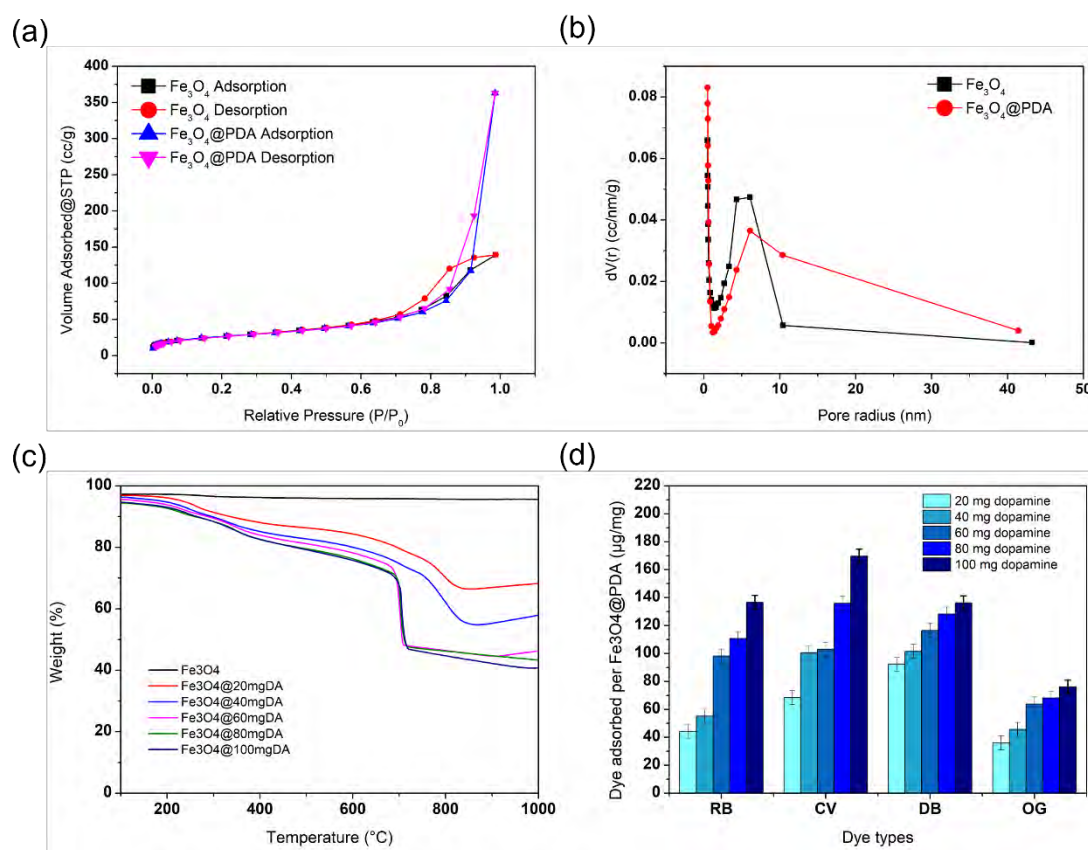 (a)
400
350
300
250
200
150
100
50
0
0.0 0.2 0.4 0.6 0.8 1.0
Volume Adsorbed@STP (cc/g)
Relative Pressure (P/P₀)
Fe₃O₄ Adsorption
Fe₃O₄ Desorption
Fe₃O₄@PDA Adsorption
Fe₃O₄@PDA Desorption
(b)
0.08
0.06
0.04
0.02
0.00
0 10 20 30 40 50
dV(r) (cc/nm/g)
Pore radius (nm)
Fe₃O₄
Fe₃O₄@PDA
(c)
100
80
60
40
20
0
200 400 600 800 1000
Weight (%)
Temperature (°C)
Fe3O4
Fe3O4@20mgDA
Fe3O4@40mgDA
Fe3O4@60mgDA
Fe3O4@80mgDA
Fe3O4@100mgDA
(d)
220
200
180
160
140
120
100
80
60
40
20
0
RB CV DB OG
Dye adsorbed per Fe3O4@PDA (μg/mg)
Dye types
20 mg dopamine
40 mg dopamine
60 mg dopamine
80 mg dopamine
100 mg dopamine